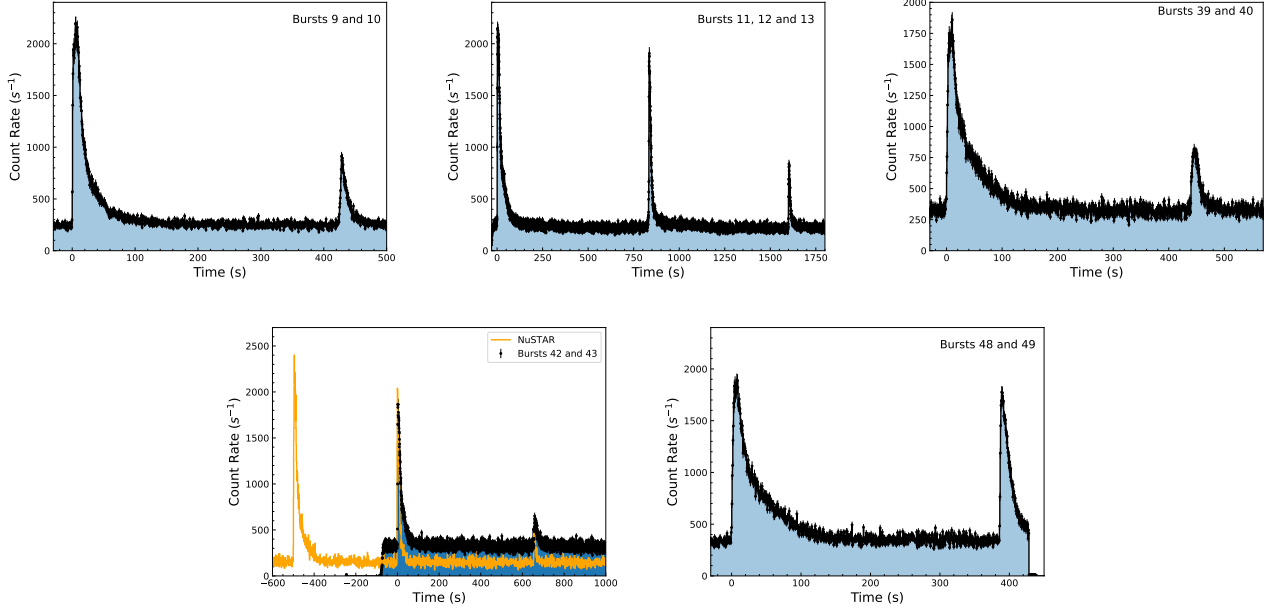 Bursts 9 and 10
Count Rate (s⁻¹)
2000
1500
1000
500
0
0 100 200 300 400 500
Time (s)
Bursts 11, 12 and 13
Count Rate (s⁻¹)
2000
1500
1000
500
0
0 250 500 750 1000 1250 1500 1750
Time (s)
Bursts 39 and 40
Count Rate (s⁻¹)
2000
1750
1500
1250
1000
750
500
250
0
0 100 200 300 400 500
Time (s)
NuSTAR
Bursts 42 and 43
Count Rate (s⁻¹)
2500
2000
1500
1000
500
0
−600 −400 −200 0 200 400 600 800 1000
Time (s)
Bursts 48 and 49
Count Rate (s⁻¹)
2000
1500
1000
500
0
0 100 200 300 400
Time (s)